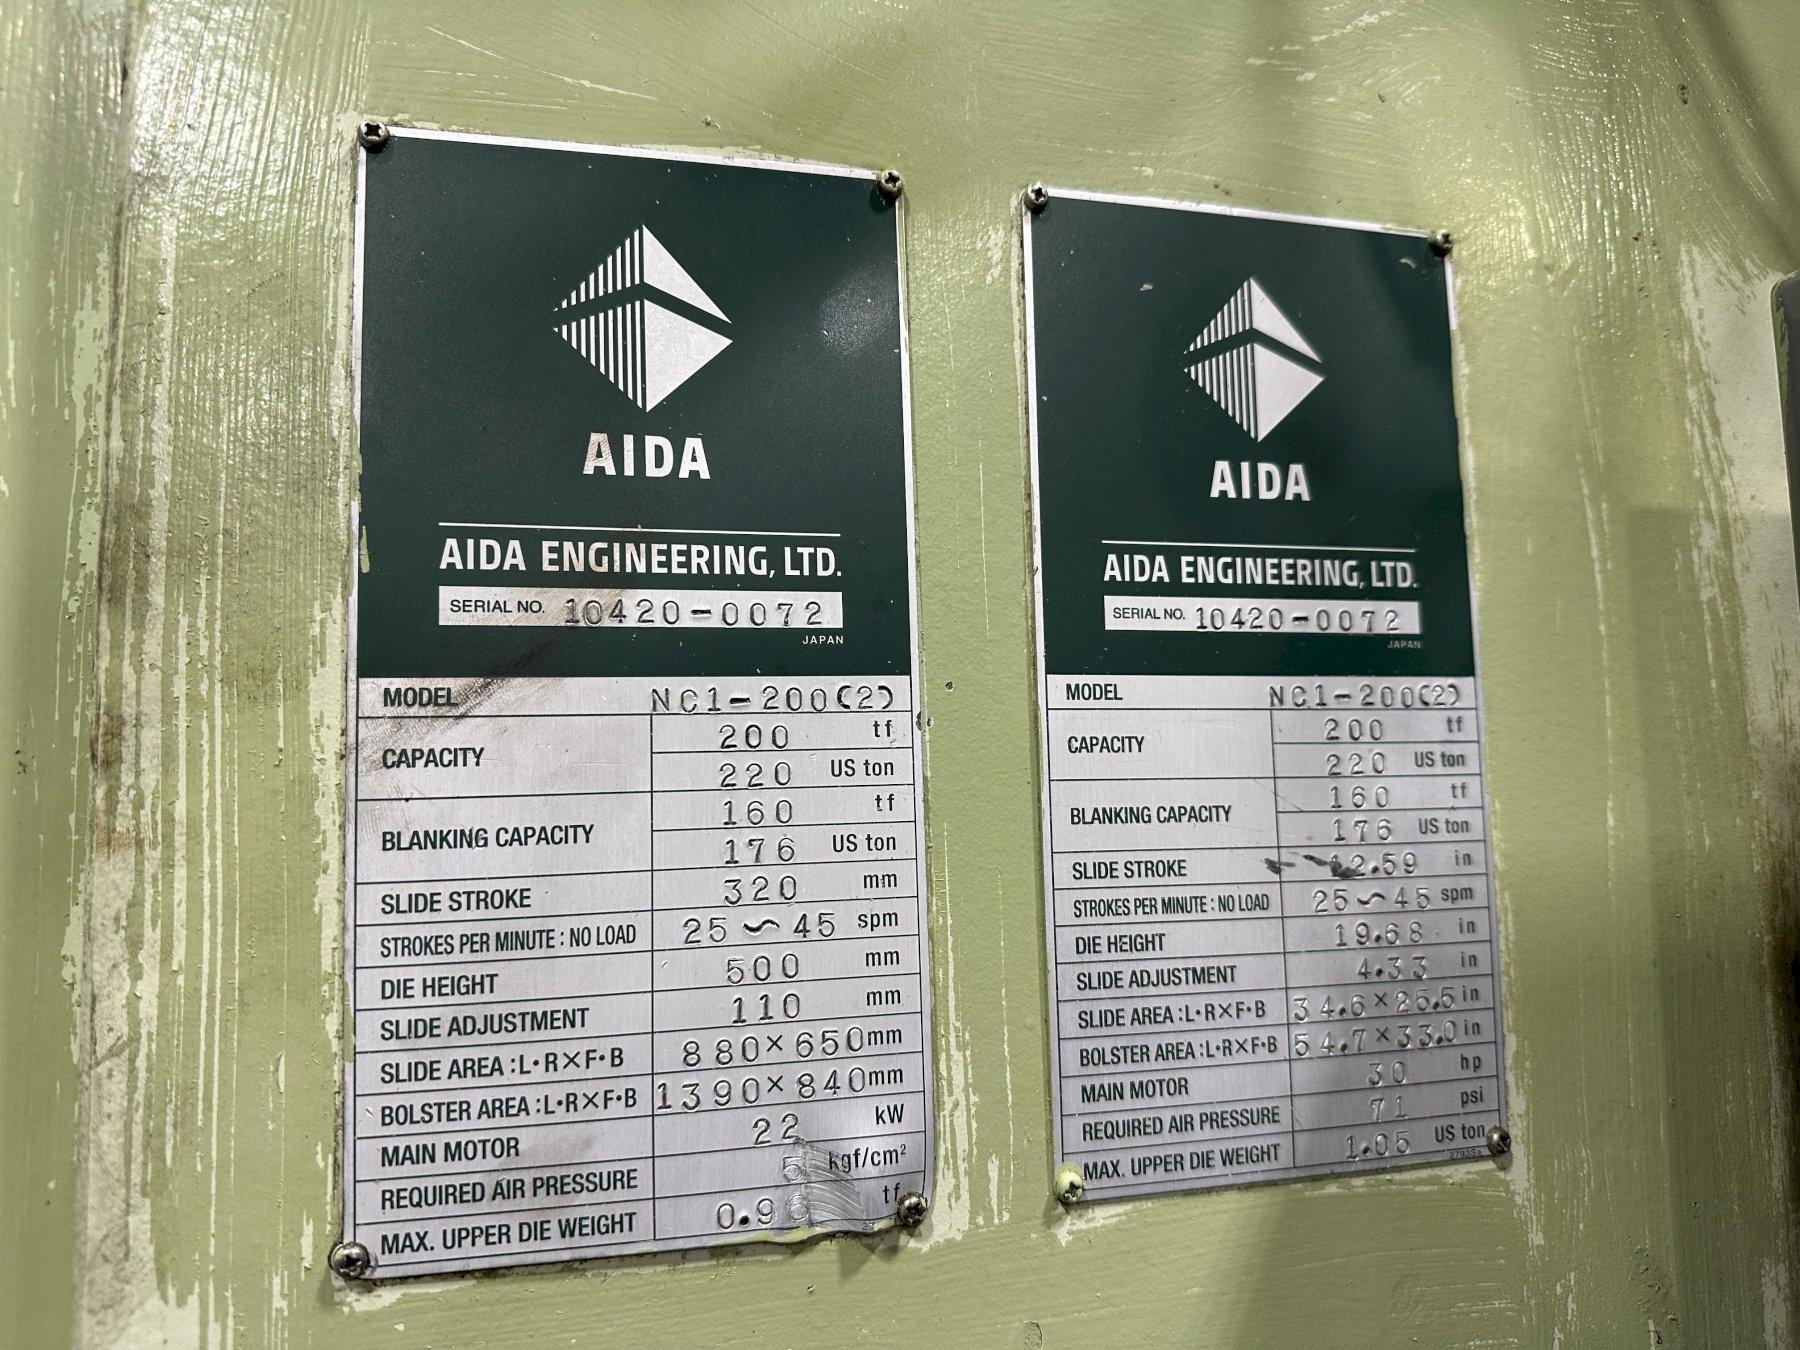 AIDA
AIDA ENGINEERING, LTD.
SERIAL NO. 10420-0072
JAPAN
MODEL NC1-200(2)
CAPACITY 200 tf
220 US ton
BLANKING CAPACITY 160 tf
176 US ton
SLIDE STROKE 320 mm
STROKES PER MINUTE : NO LOAD 25~45 spm
DIE HEIGHT 500 mm
SLIDE ADJUSTMENT 110 mm
SLIDE AREA : L·R×F·B 880×650 mm
BOLSTER AREA : L·R×F·B 1390×840 mm
MAIN MOTOR 22 kW
REQUIRED AIR PRESSURE 5 kgf/cm²
MAX. UPPER DIE WEIGHT tf
AIDA
AIDA ENGINEERING, LTD.
SERIAL NO. 10420-0072
JAPAN
MODEL NC1-200(2)
CAPACITY 200 tf
220 US ton
BLANKING CAPACITY 160 tf
176 US ton
SLIDE STROKE 12.59 in
STROKES PER MINUTE : NO LOAD 25~45 spm
DIE HEIGHT 19.68 in
SLIDE ADJUSTMENT 4.33 in
SLIDE AREA : L·R×F·B 34.6×25.5 in
BOLSTER AREA : L·R×F·B 54.7×33.0 in
MAIN MOTOR 30 hp
REQUIRED AIR PRESSURE 71 psi
MAX. UPPER DIE WEIGHT 1.05 US ton